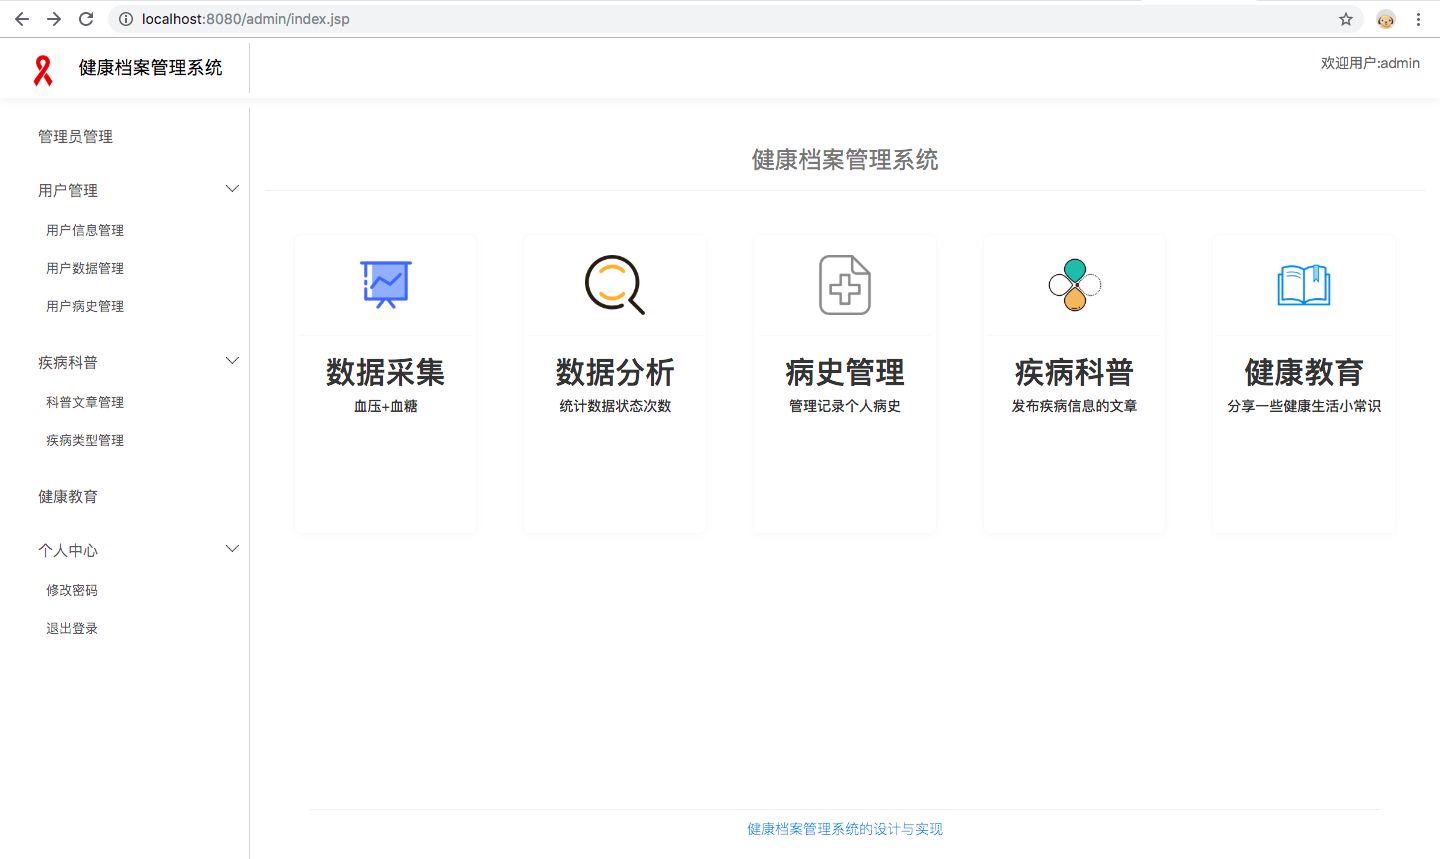 localhost:8080/admin/index.jsp
健康档案管理系统
欢迎用户:admin
管理员管理
用户管理
用户信息管理
用户数据管理
用户病史管理
疾病科普
科普文章管理
疾病类型管理
健康教育
个人中心
修改密码
退出登录
健康档案管理系统
数据采集
血压+血糖
数据分析
统计数据状态次数
病史管理
管理记录个人病史
疾病科普
发布疾病信息的文章
健康教育
分享一些健康生活小常识
健康档案管理系统的设计与实现